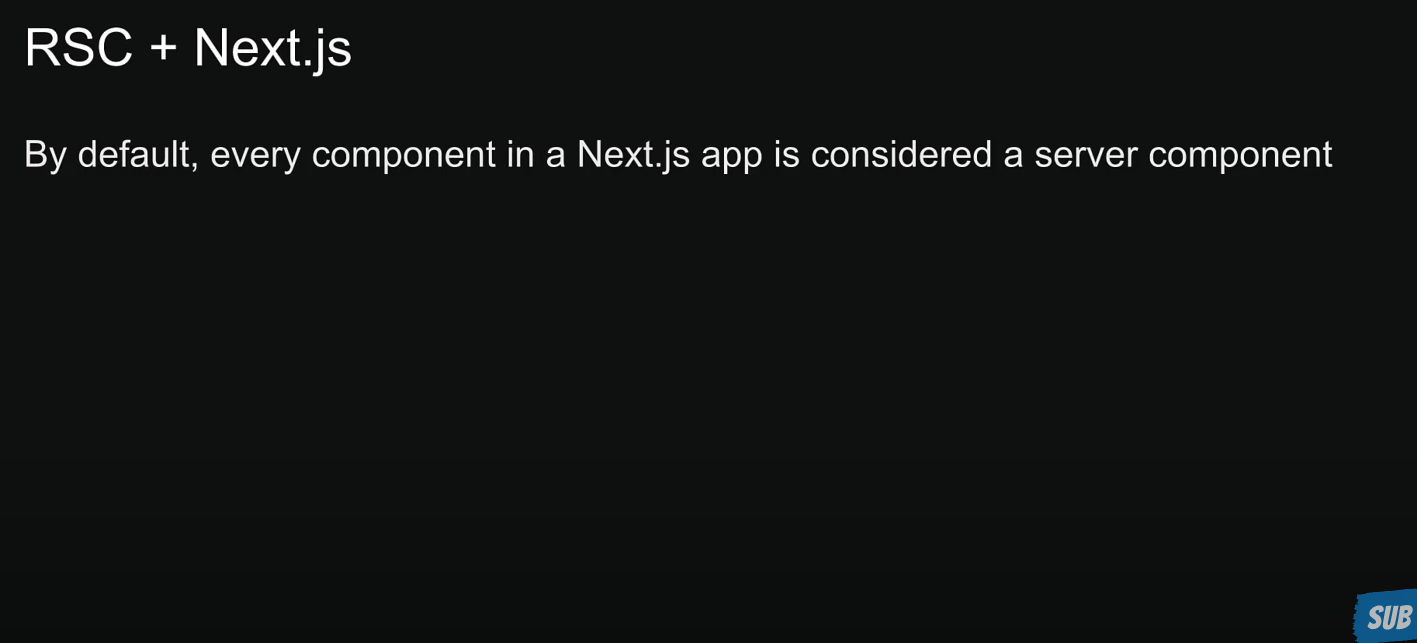 RSC + Next.js
By default, every component in a Next.js app is considered a server component
SUB